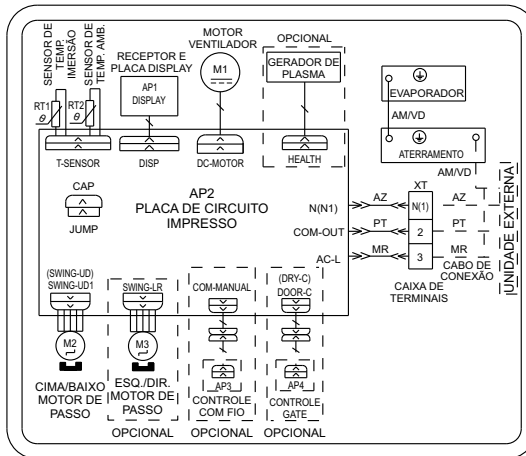 SENSOR DE
TEMP.
IMERSÃO
SENSOR DE
TEMP. AMB.
RT1
θ
RT2
θ
T-SENSOR
RECEPTOR E
PLACA DISPLAY
AP1
DISPLAY
DISP
MOTOR
VENTILADOR
M1
DC-MOTOR
OPCIONAL
GERADOR DE
PLASMA
HEALTH
EVAPORADOR
AM/VD
ATERRAMENTO
AM/VD
CAP
JUMP
AP2
PLACA DE CIRCUITO
IMPRESSO
N(N1)
COM-OUT
AC-L
AZ
PT
MR
XT
N(1)
2
3
CAIXA DE
TERMINAIS
AZ
PT
MR
CABO DE
CONEXÃO
UNIDADE EXTERNA
(SWING-UD)
SWING-UD1
M2
CIMA/BAIXO
MOTOR DE
PASSO
SWING-LR
M3
ESQ./DIR.
MOTOR DE
PASSO
OPCIONAL
COM-MANUAL
AP3
CONTROLE
COM FIO
OPCIONAL
(DRY-C)
DOOR-C
AP4
CONTROLE
GATE
OPCIONAL